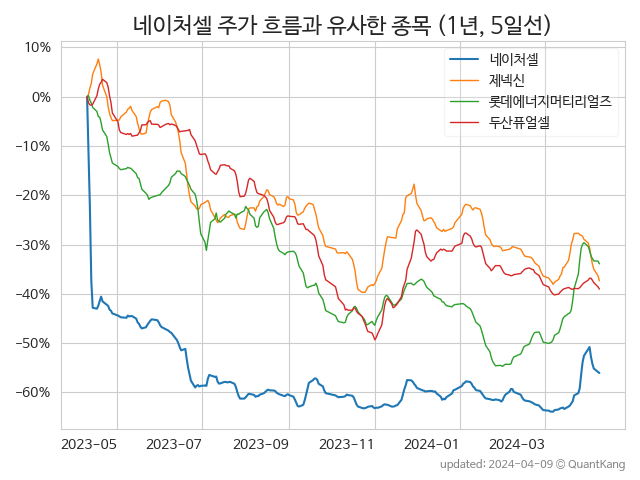 네이처셀 주가 흐름과 유사한 종목 (1년, 5일선)
네이처셀
제넥신
롯데에너지머티리얼즈
두산퓨얼셀
10%
0%
−10%
−20%
−30%
−40%
−50%
−60%
2023-05 2023-07 2023-09 2023-11 2024-01 2024-03
updated: 2024-04-09 © QuantKang